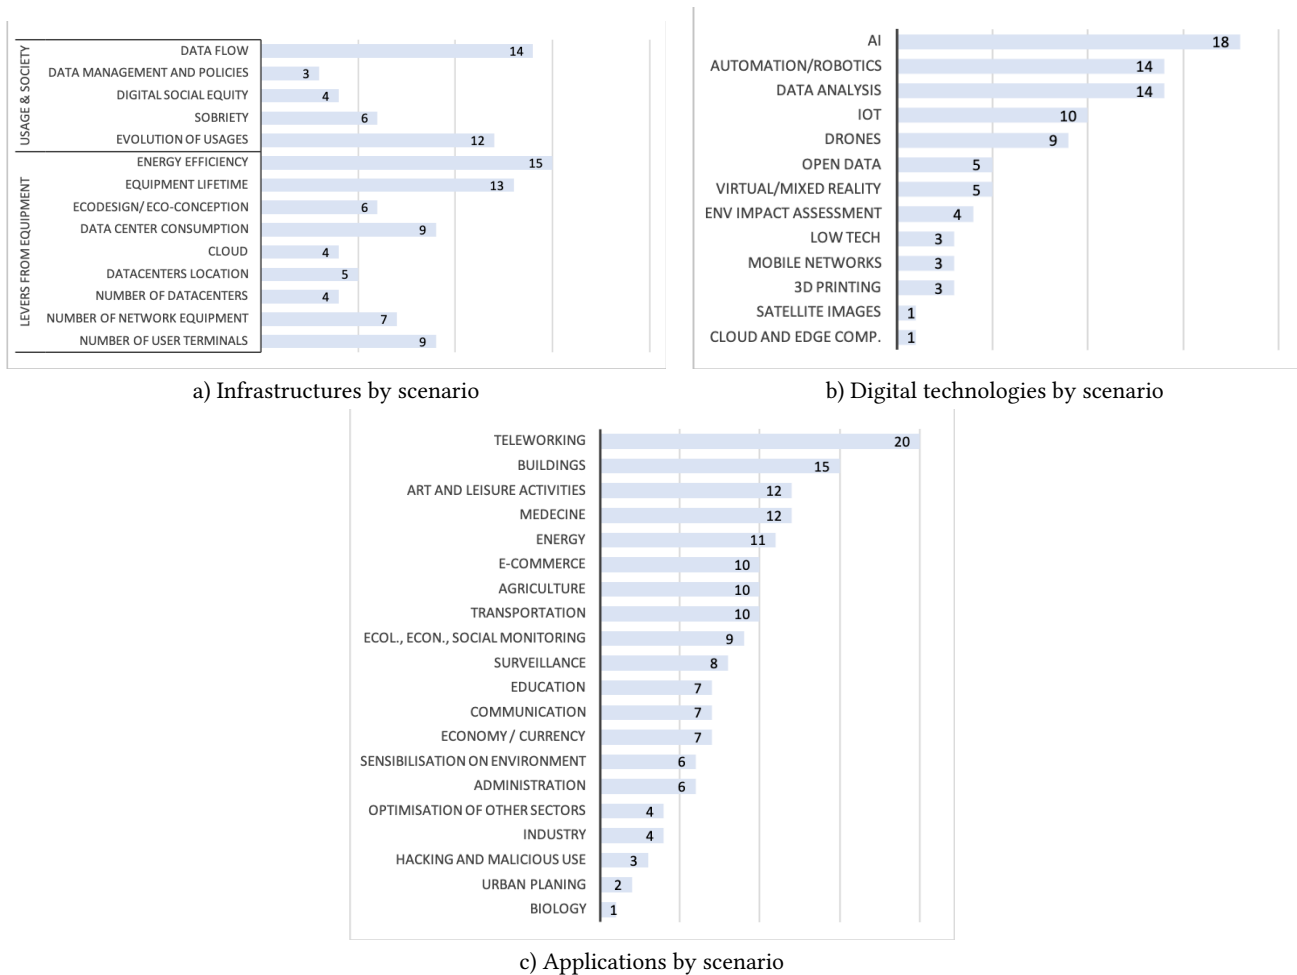 USAGE & SOCIETY
DATA FLOW 14
DATA MANAGEMENT AND POLICIES 3
DIGITAL SOCIAL EQUITY 4
SOBRIETY 6
EVOLUTION OF USAGES 12
LEVERS FROM EQUIPMENT
ENERGY EFFICIENCY 15
EQUIPMENT LIFETIME 13
ECODESIGN/ ECO-CONCEPTION 6
DATA CENTER CONSUMPTION 9
CLOUD 4
DATACENTERS LOCATION 5
NUMBER OF DATACENTERS 4
NUMBER OF NETWORK EQUIPMENT 7
NUMBER OF USER TERMINALS 9
a) Infrastructures by scenario
AI 18
AUTOMATION/ROBOTICS 14
DATA ANALYSIS 14
IOT 10
DRONES 9
OPEN DATA 5
VIRTUAL/MIXED REALITY 5
ENV IMPACT ASSESSMENT 4
LOW TECH 3
MOBILE NETWORKS 3
3D PRINTING 3
SATELLITE IMAGES 1
CLOUD AND EDGE COMP. 1
b) Digital technologies by scenario
TELEWORKING 20
BUILDINGS 15
ART AND LEISURE ACTIVITIES 12
MEDECINE 12
ENERGY 11
E-COMMERCE 10
AGRICULTURE 10
TRANSPORTATION 10
ECOL., ECON., SOCIAL MONITORING 9
SURVEILLANCE 8
EDUCATION 7
COMMUNICATION 7
ECONOMY / CURRENCY 7
SENSIBILISATION ON ENVIRONMENT 6
ADMINISTRATION 6
OPTIMISATION OF OTHER SECTORS 4
INDUSTRY 4
HACKING AND MALICIOUS USE 3
URBAN PLANING 2
BIOLOGY 1
c) Applications by scenario